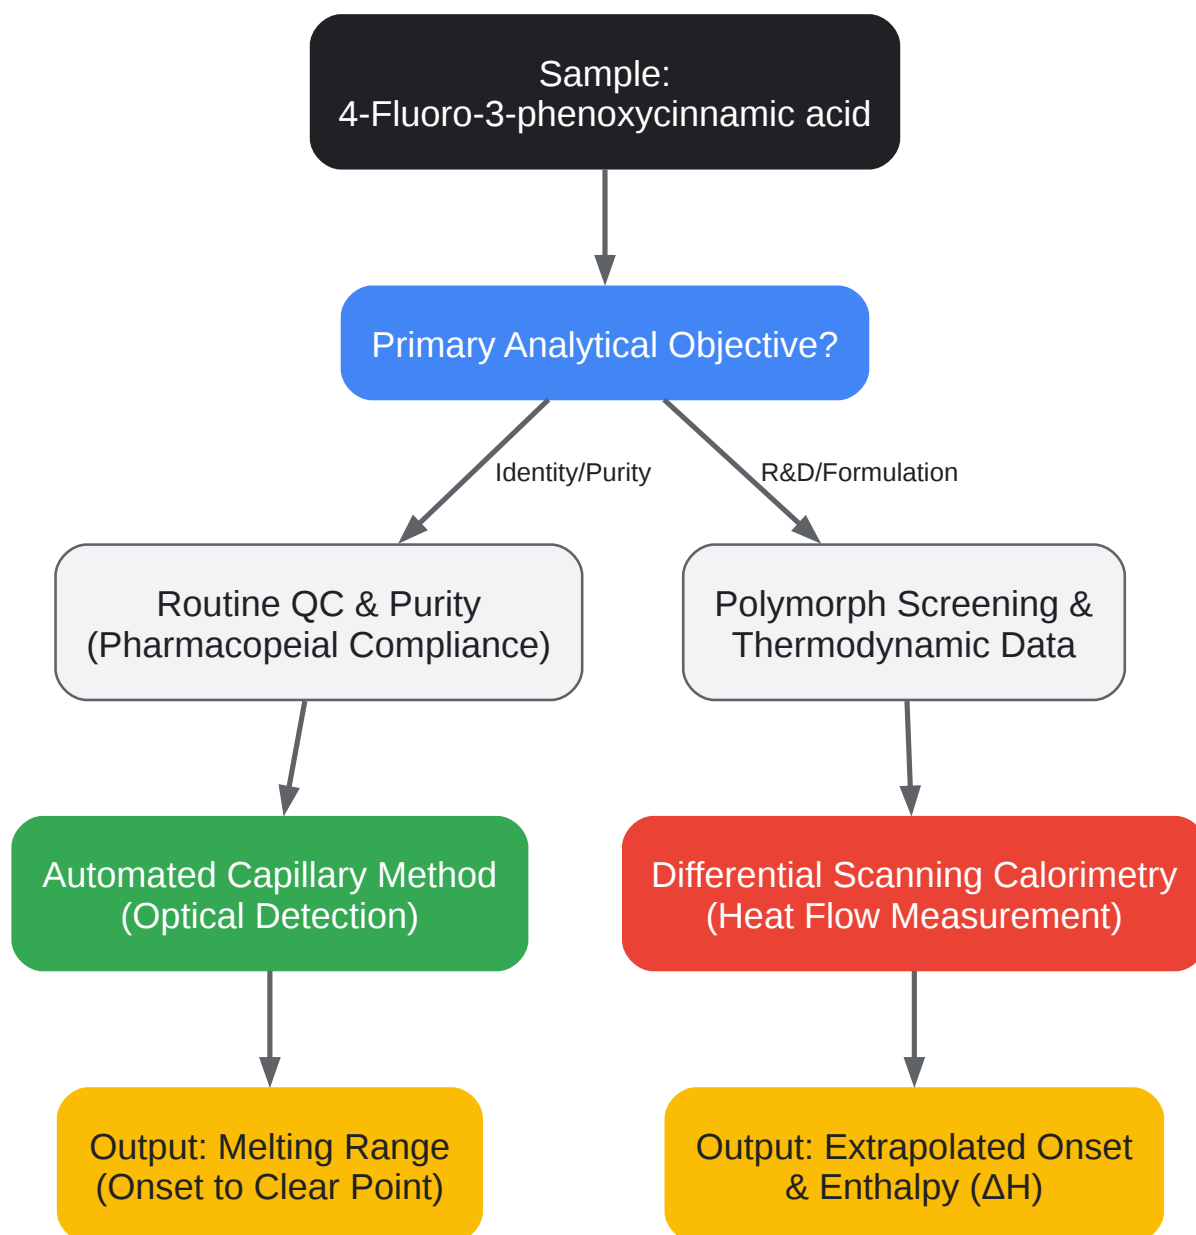 Sample:
4-Fluoro-3-phenoxycinnamic acid
Primary Analytical Objective?
Identity/Purity
R&D/Formulation
Routine QC & Purity
(Pharmacopeial Compliance)
Polymorph Screening &
Thermodynamic Data
Automated Capillary Method
(Optical Detection)
Differential Scanning Calorimetry
(Heat Flow Measurement)
Output: Melting Range
(Onset to Clear Point)
Output: Extrapolated Onset
& Enthalpy (ΔH)